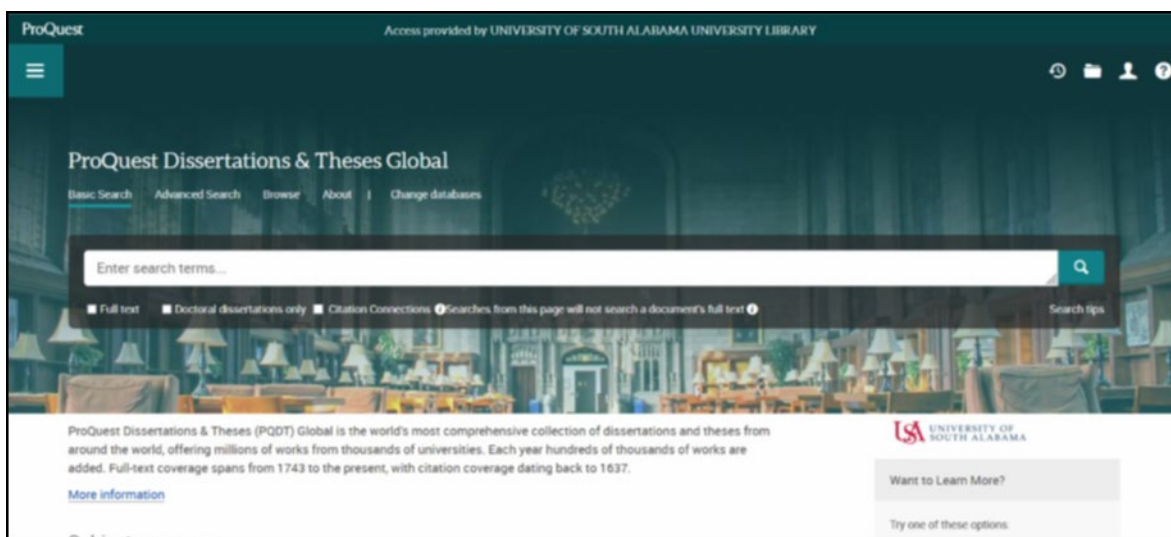 ProQuest
Access provided by UNIVERSITY OF SOUTH ALABAMA UNIVERSITY LIBRARY
ProQuest Dissertations & Theses Global
Basic Search Advanced Search Browse About | Change databases
Enter search terms...
Full text Doctoral dissertations only Citation Connections Searches from this page will not search a document's full text Search tips
ProQuest Dissertations & Theses (PQDT) Global is the world's most comprehensive collection of dissertations and theses from
around the world, offering millions of works from thousands of universities. Each year hundreds of thousands of works are
added. Full-text coverage spans from 1743 to the present, with citation coverage dating back to 1637.
More information
USA UNIVERSITY OF
SOUTH ALABAMA
Want to Learn More?
Try one of these options: